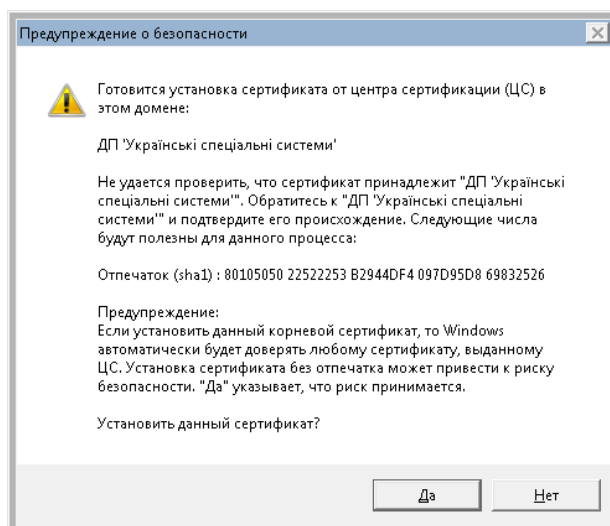 Предупреждение о безопасности
Готовится установка сертификата от центра сертификации (ЦС) в
этом домене:
ДП 'Українські спеціальні системи'
Не удается проверить, что сертификат принадлежит "ДП 'Українські
спеціальні системи'". Обратитесь к "ДП 'Українські спеціальні
системи'" и подтвердите его происхождение. Следующие числа
будут полезны для данного процесса:
Отпечаток (sha1) : 80105050 22522253 B2944DF4 097D95D8 69832526
Предупреждение:
Если установить данный корневой сертификат, то Windows
автоматически будет доверять любому сертификату, выданному
ЦС. Установка сертификата без отпечатка может привести к риску
безопасности. "Да" указывает, что риск принимается.
Установить данный сертификат?
Да
Нет